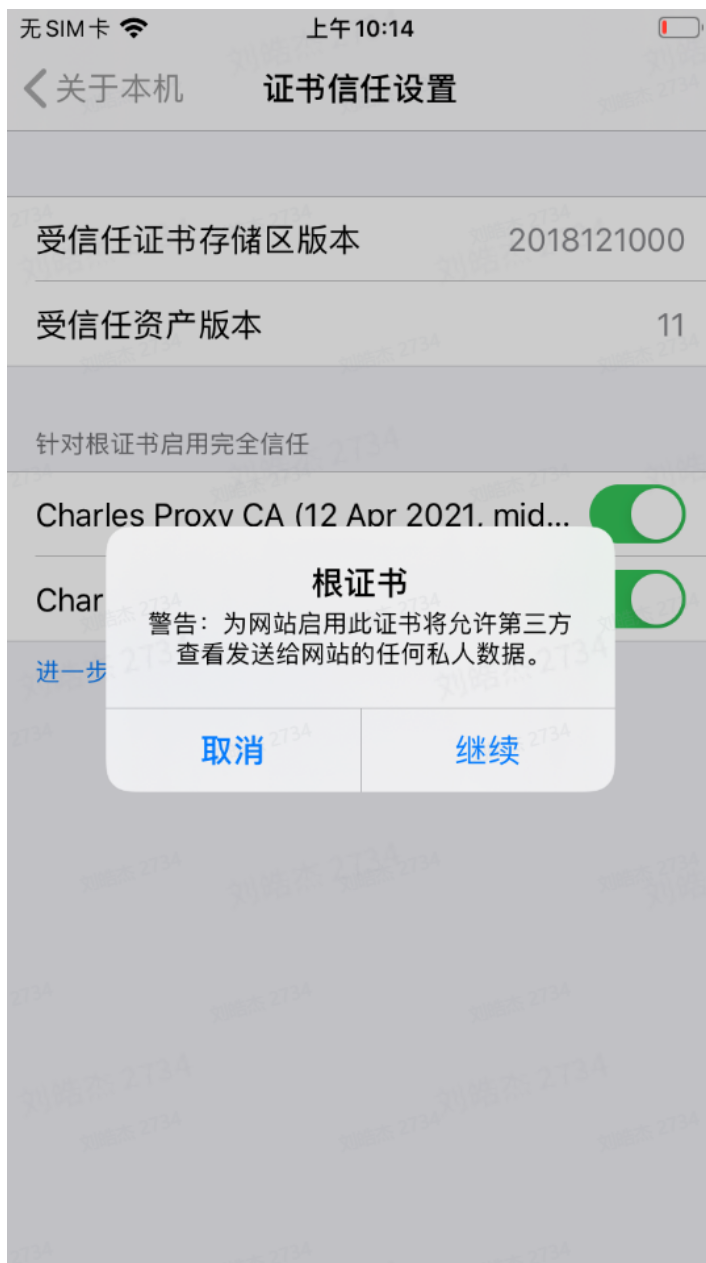 无SIM卡 上午10:14
关于本机 证书信任设置
受信任证书存储区版本 2018121000
受信任资产版本 11
针对根证书启用完全信任
Charles Proxy CA (12 Apr 2021, mid...
Char
根证书
警告：为网站启用此证书将允许第三方
查看发送给网站的任何私人数据。
进一步
取消 继续
刘皓杰 2734